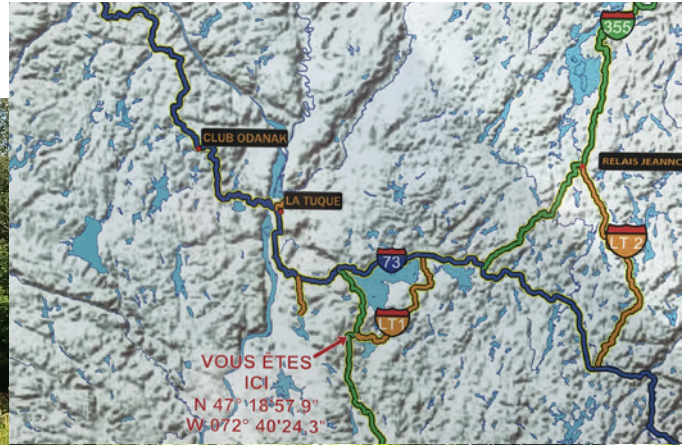 355
CLUB ODANAK
RELAIS JEANNO
LA TUQUE
LT 2
73
LT1
VOUS ÊTES
ICI
N 47° 18'57.9"
W 072° 40'24.3"